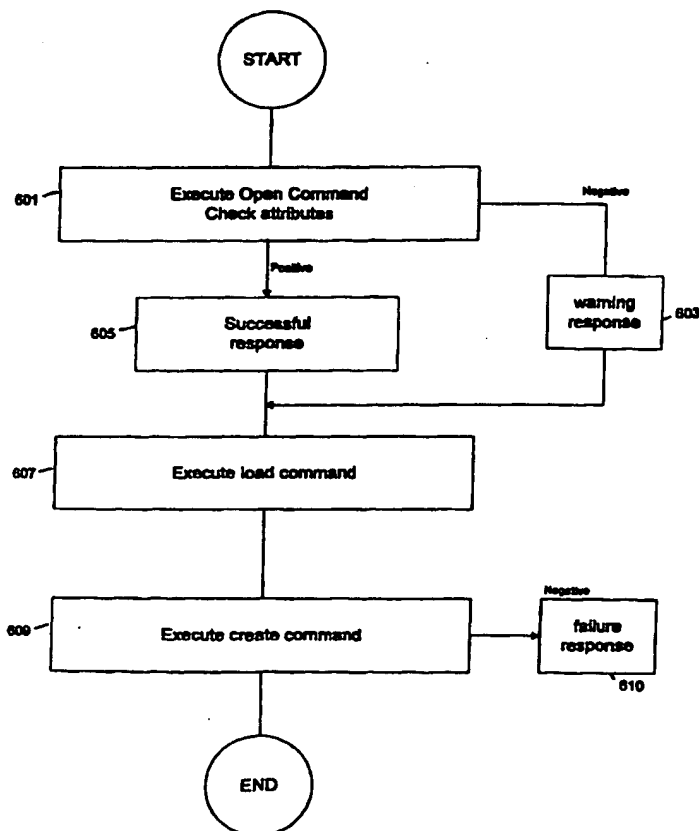 START
601
Execute Open Command
Check attributes
Negative
Positive
605
Successful
response
warning
response
603
607
Execute load command
609
Execute create command
Negative
failure
response
610
END